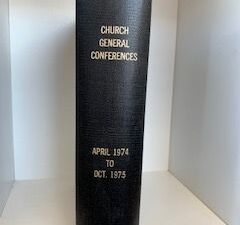 CHURCH
GENERAL
CONFERENCES
APRIL 1974
TO
OCT. 1975